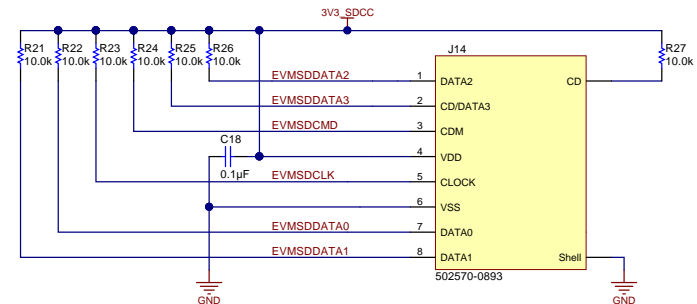 3V3_SDCC
R21
10.0k
R22
10.0k
R23
10.0k
R24
10.0k
R25
10.0k
R26
10.0k
R27
10.0k
J14
EVMSDDATA2
1
DATA2
CD
EVMSDDATA3
2
CD/DATA3
EVMSDCMD
3
CDM
C18
0.1µF
4
VDD
EVMSDCLK
5
CLOCK
6
VSS
EVMSDDATA0
7
DATA0
EVMSDDATA1
8
DATA1
Shell
502570-0893
GND
GND